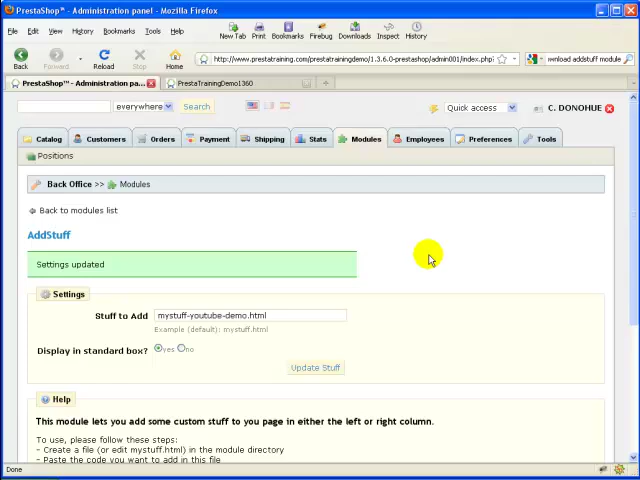 PrestaShop™ - Administration panel - Mozilla Firefox
File Edit View History Bookmarks Tools Help
Back Forward Reload Home New Tab Print Bookmarks Firebug Downloads Inspect History
http://www.prestatraining.com/prestatrainingdemo/1.3.6.0-prestashop/admin001/index.php?
wnload addstuff module
PrestaShop™ - Administration pa... PrestaTrainingDemo1360
everywhere Search Quick access C. DONOHUE
Catalog Customers Orders Payment Shipping Stats Modules Employees Preferences Tools
Positions
Back Office >> Modules
Back to modules list
AddStuff
Settings updated
Settings
Stuff to Add mystuff-youtube-demo.html
Example (default): mystuff.html
Display in standard box? yes no
Update Stuff
Help
This module lets you add some custom stuff to you page in either the left or right column.
To use, please follow these steps:
- Create a file (or edit mystuff.html) in the module directory
- Paste the code you want to add in this file
Done